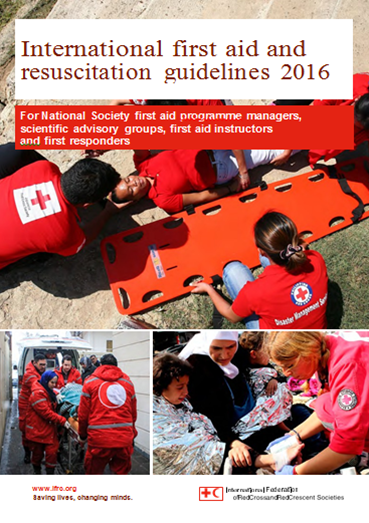 International first aid and
resuscitation guidelines 2016
For National Society first aid programme managers,
scientific advisory groups, first aid instructors
and first responders
Disaster Management
www.ifrc.org
Saving lives, changing minds.
International Federation
of Red Cross and Red Crescent Societies